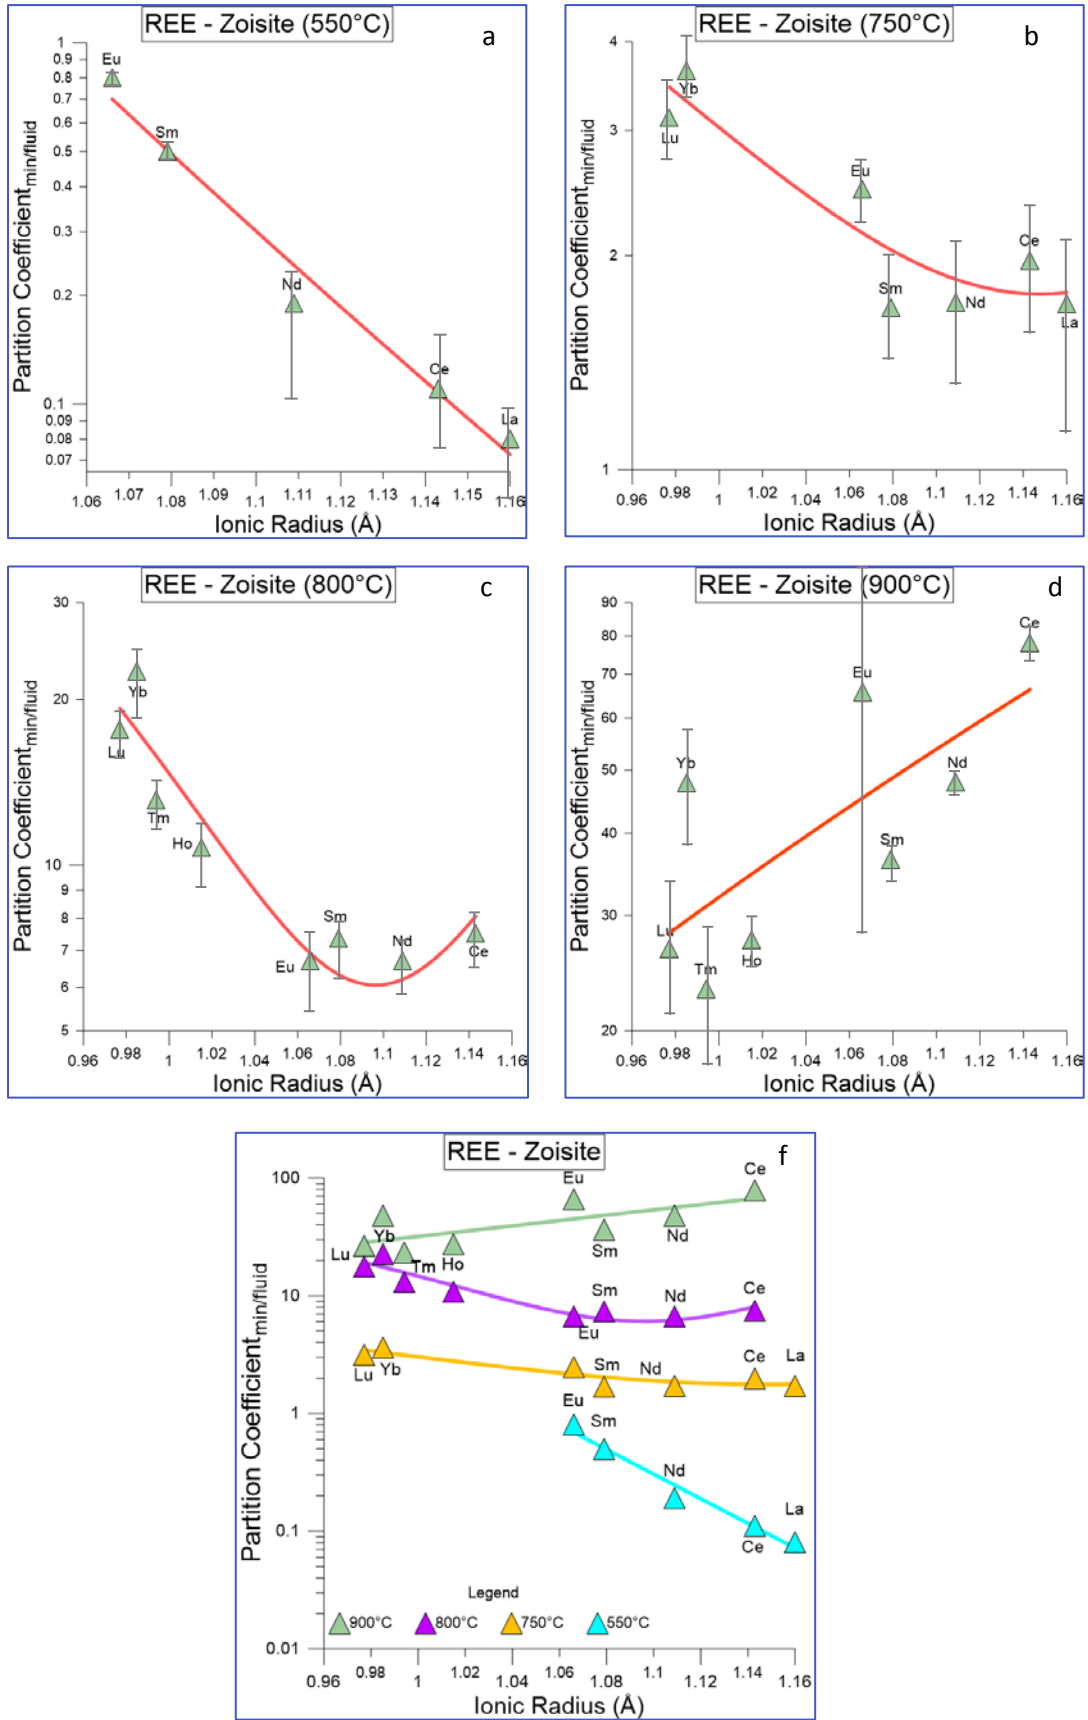 REE - Zoisite (550°C)
a
1
0.9
0.8
0.7
0.6
0.5
0.4
0.3
0.2
0.1
0.09
0.08
0.07
Eu
Sm
Nd
Ce
La
Partition Coefficient min/fluid
1.06 1.07 1.08 1.09 1.1 1.11 1.12 1.13 1.14 1.15 1.16
Ionic Radius (Å)
REE - Zoisite (750°C)
b
4
3
2
1
Yb
Lu
Eu
Sm
Nd
Ce
La
Partition Coefficient min/fluid
0.96 0.98 1 1.02 1.04 1.06 1.08 1.1 1.12 1.14 1.16
Ionic Radius (Å)
REE - Zoisite (800°C)
c
30
20
10
9
8
7
6
5
Yb
Lu
Tm
Ho
Eu
Sm
Nd
Ce
Partition Coefficient min/fluid
0.96 0.98 1 1.02 1.04 1.06 1.08 1.1 1.12 1.14 1.16
Ionic Radius (Å)
REE - Zoisite (900°C)
d
90
80
70
60
50
40
30
20
Ce
Eu
Yb
Nd
Sm
Lu
Tm
Ho
Partition Coefficient min/fluid
0.96 0.98 1 1.02 1.04 1.06 1.08 1.1 1.12 1.14 1.16
Ionic Radius (Å)
REE - Zoisite
f
100
10
1
0.1
0.01
Eu
Ce
Yb
Lu
Tm
Ho
Sm
Nd
Sm
Nd
Ce
Eu
Lu
Yb
Sm
Nd
Ce
La
Eu
Sm
Nd
Ce
La
Partition Coefficient min/fluid
Legend
900°C 800°C 750°C 550°C
0.96 0.98 1 1.02 1.04 1.06 1.08 1.1 1.12 1.14 1.16
Ionic Radius (Å)